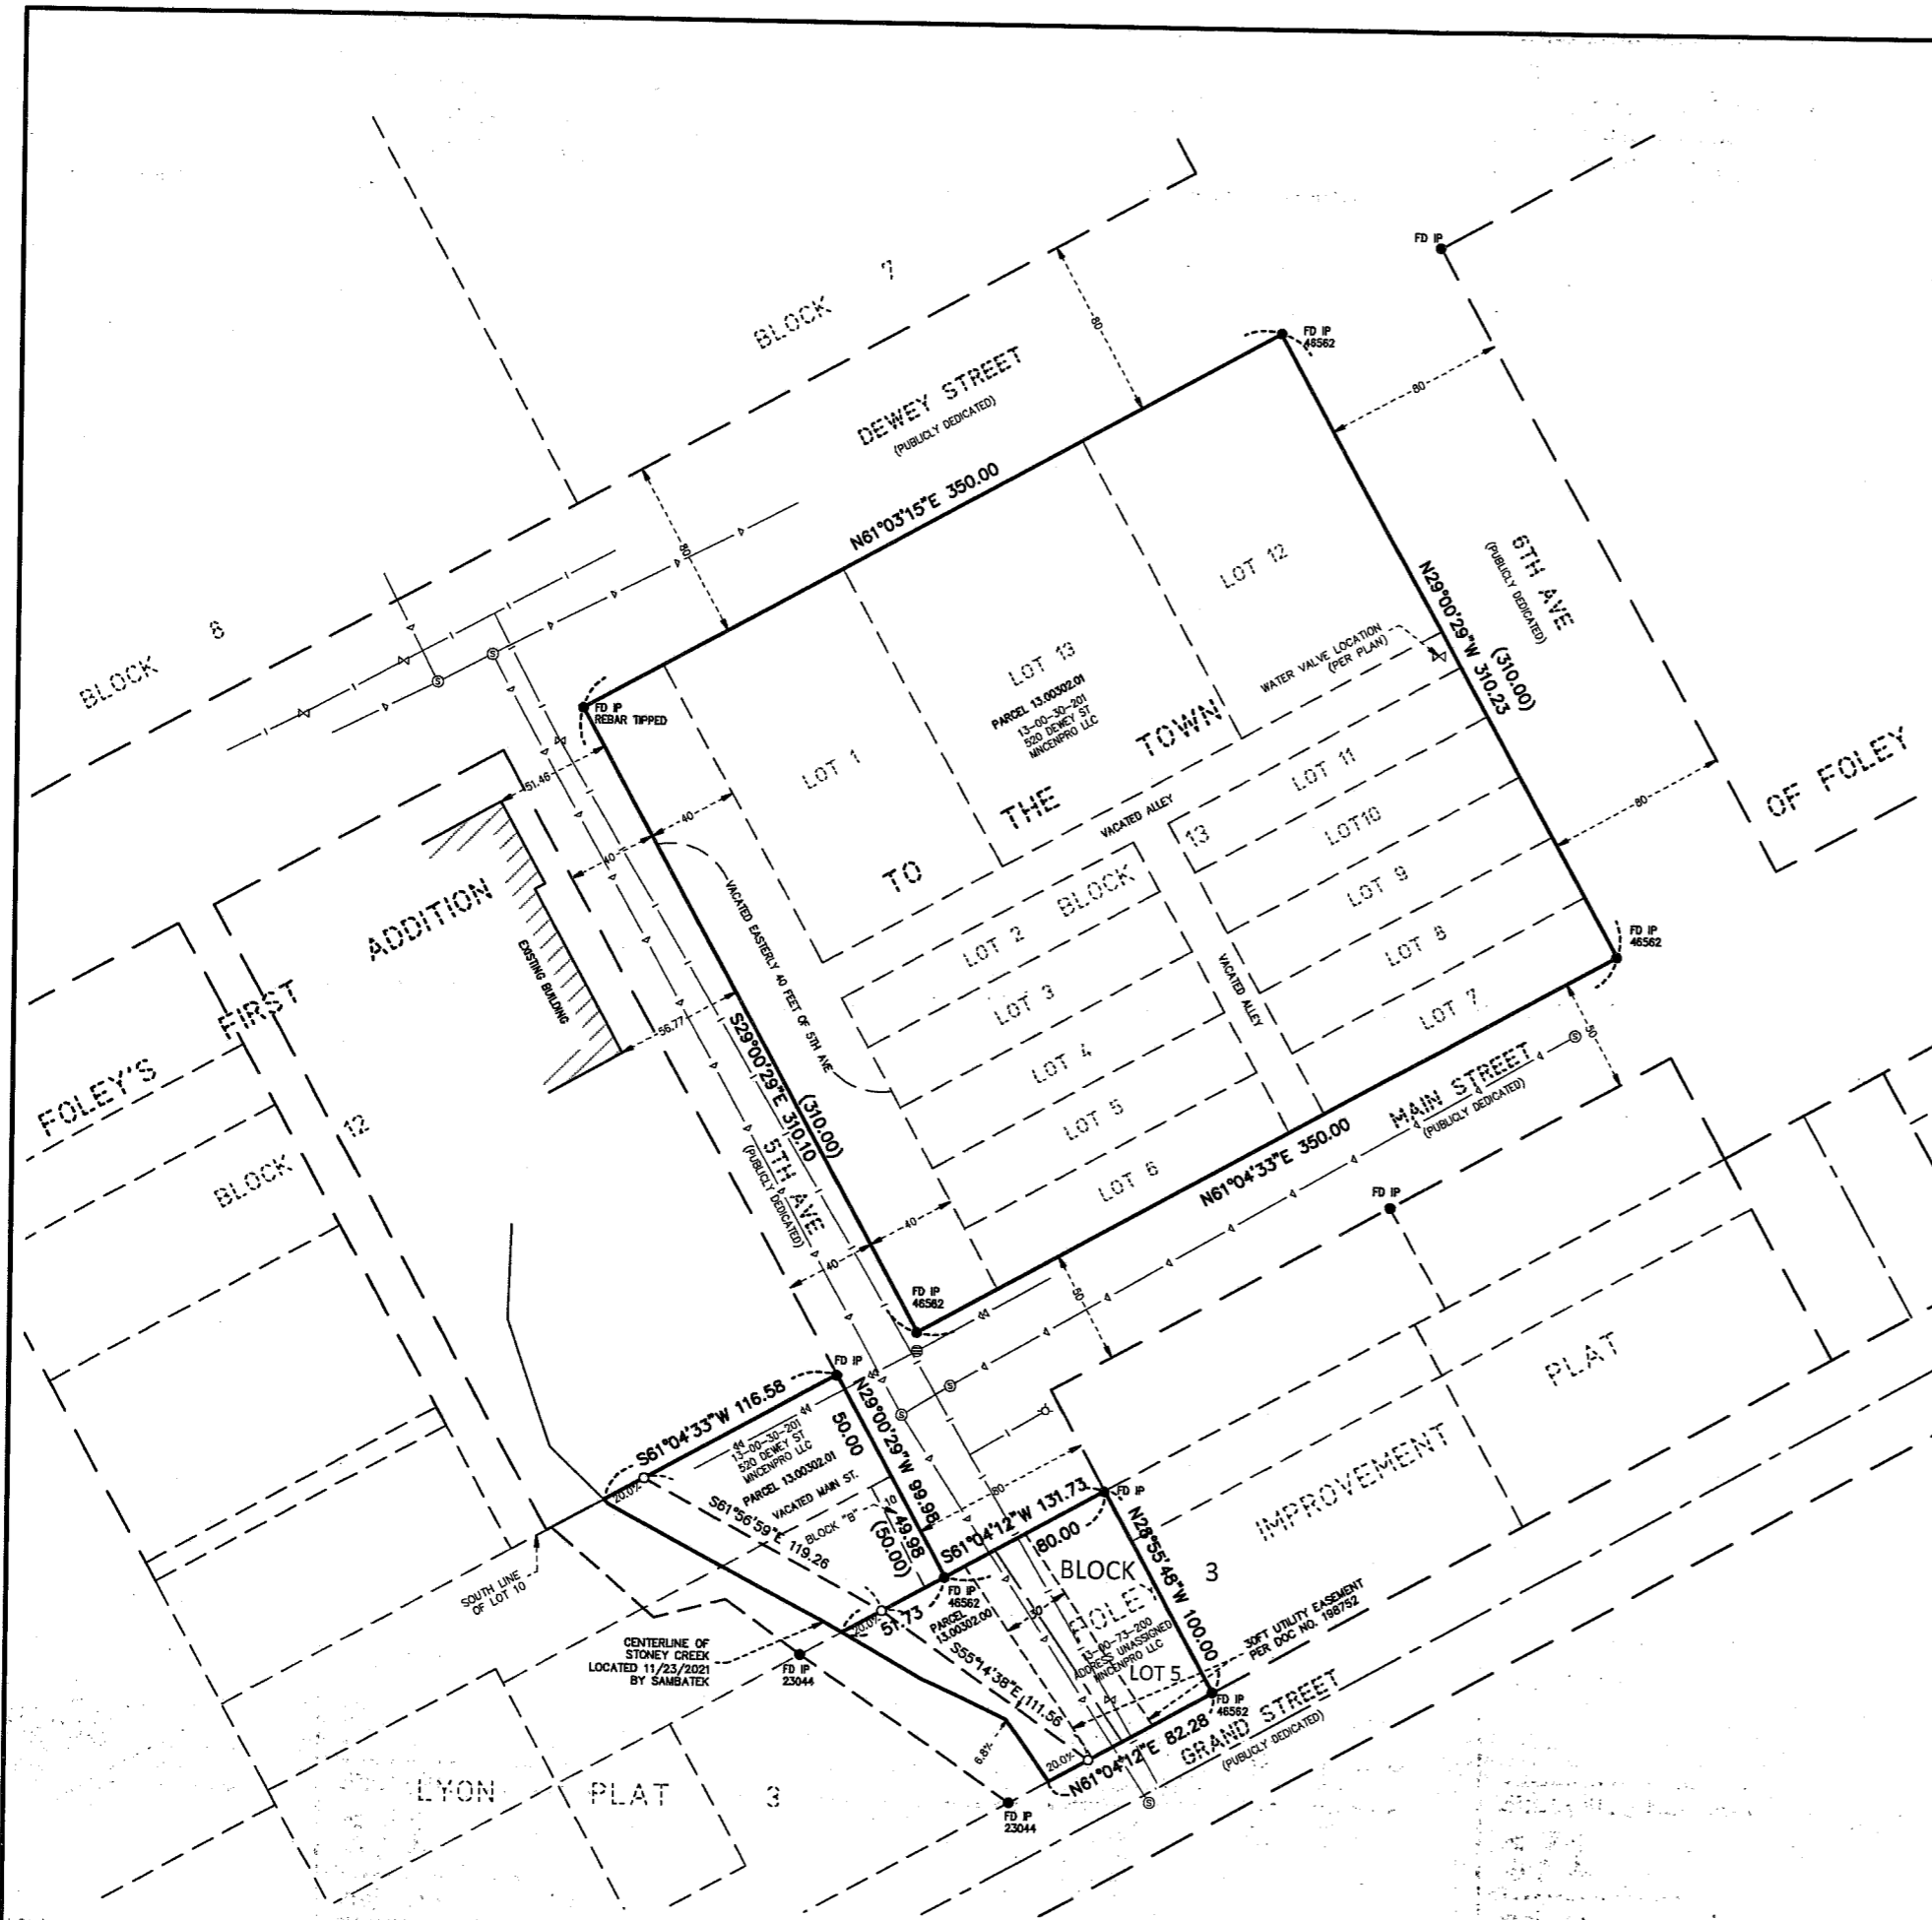 BLOCK 7
FD IP
DEWEY STREET
(PUBLICLY DEDICATED)
80
FD IP
46562
80
N61°03'15"E 350.00
80
BLOCK 8
6TH AVE
(PUBLICLY DEDICATED)
LOT 12
N29°00'29"W 310.23
(310.00)
WATER VALVE LOCATION
(PER PLAN)
LOT 13
PARCEL 13.00302.01
13-00-30-201
520 DEWEY ST
MNCENPRO LLC
FD IP
REBAR TIPPED
LOT 1
51.46
40
40
FOLEY'S FIRST ADDITION TO THE TOWN OF FOLEY
VACATED ALLEY
LOT 11
80
13
LOT10
LOT 9
LOT 8
LOT 7
BLOCK
LOT 2
LOT 3
LOT 4
LOT 5
LOT 6
VACATED ALLEY
VACATED EASTERLY 40 FEET OF 5TH AVE
EXISTING BUILDING
56.77
FD IP
46562
S29°00'29"E 310.10
(310.00)
5TH AVE
(PUBLICLY DEDICATED)
MAIN STREET
(PUBLICLY DEDICATED)
50
N61°04'33"E 350.00
BLOCK 12
40
40
FD IP
46562
50
FD IP
PLAT
FD IP
S61°04'33"W 116.58
N29°00'29"W 99.98
50.00
13-00-30-201
520 DEWEY ST
MNCENPRO LLC
PARCEL 13.00302.01
VACATED MAIN ST.
20.0%
S61°56'59"E 119.26
BLOCK "B"
10
49.98
(50.00)
80
S61°04'12"W 131.73
80.00
FD IP
IMPROVEMENT
SOUTH LINE
OF LOT 10
BLOCK 3
N28°55'48"W 100.00
FD IP
46562
51.73
20.0%
PARCEL
13.00302.00
30
13-00-73-200
ADDRESS UNASSIGNED
MNCENPRO LLC
LOT 5
30FT UTILITY EASEMENT
PER DOC NO. 198752
CENTERLINE OF
STONEY CREEK
LOCATED 11/23/2021
BY SAMBATEK
FD IP
23044
S55°14'38"E 111.56
FD IP
46562
GRAND STREET
(PUBLICLY DEDICATED)
6.8%
20.0%
N61°04'12"E 82.28
FD IP
23044
LYON PLAT 3